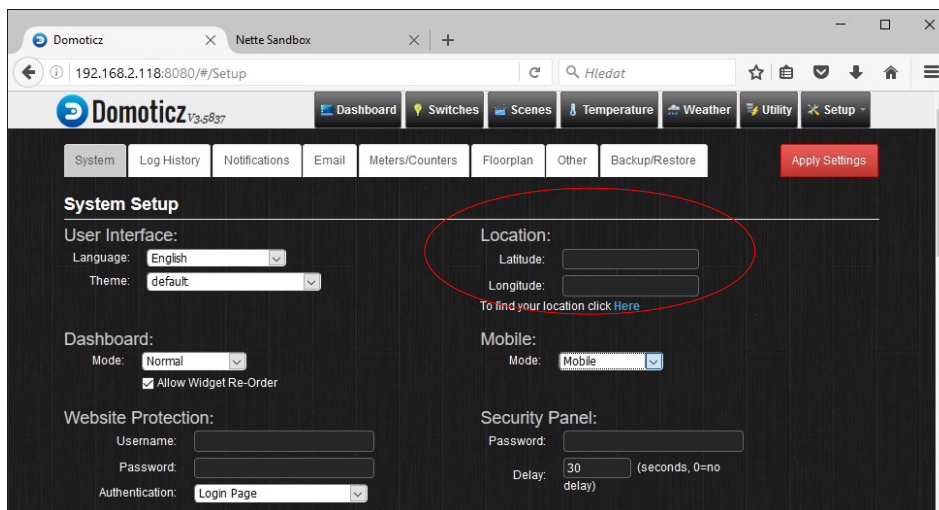 Domoticz
Nette Sandbox
192.168.2.118:8080/#/Setup
Hledat
Domoticz V3.5837
Dashboard Switches Scenes Temperature Weather Utility Setup
System Log History Notifications Email Meters/Counters Floorplan Other Backup/Restore Apply Settings
System Setup
User Interface:
Language: English
Theme: default
Location:
Latitude:
Longitude:
To find your location click Here
Dashboard:
Mode: Normal
Allow Widget Re-Order
Mobile:
Mode: Mobile
Website Protection:
Username:
Password:
Authentication: Login Page
Security Panel:
Password:
Delay: 30 (seconds, 0=no
delay)